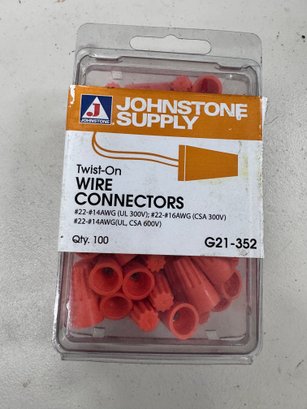 JOHNSTONE
SUPPLY
J
JOHNSTONE
Twist-On
WIRE
CONNECTORS
#22-#14AWG (UL 300V); #22-#16AWG (CSA 300V)
#22-#14AWG(UL, CSA 600V)
Qty. 100
G21-352